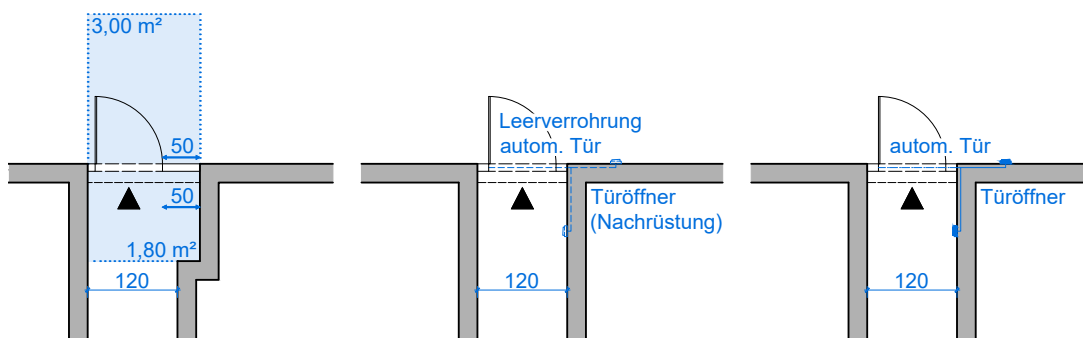 3,00 m²
50
50
1,80 m²
120
Leerverrohrung
autom. Tür
Türöffner
(Nachrüstung)
120
autom. Tür
Türöffner
120